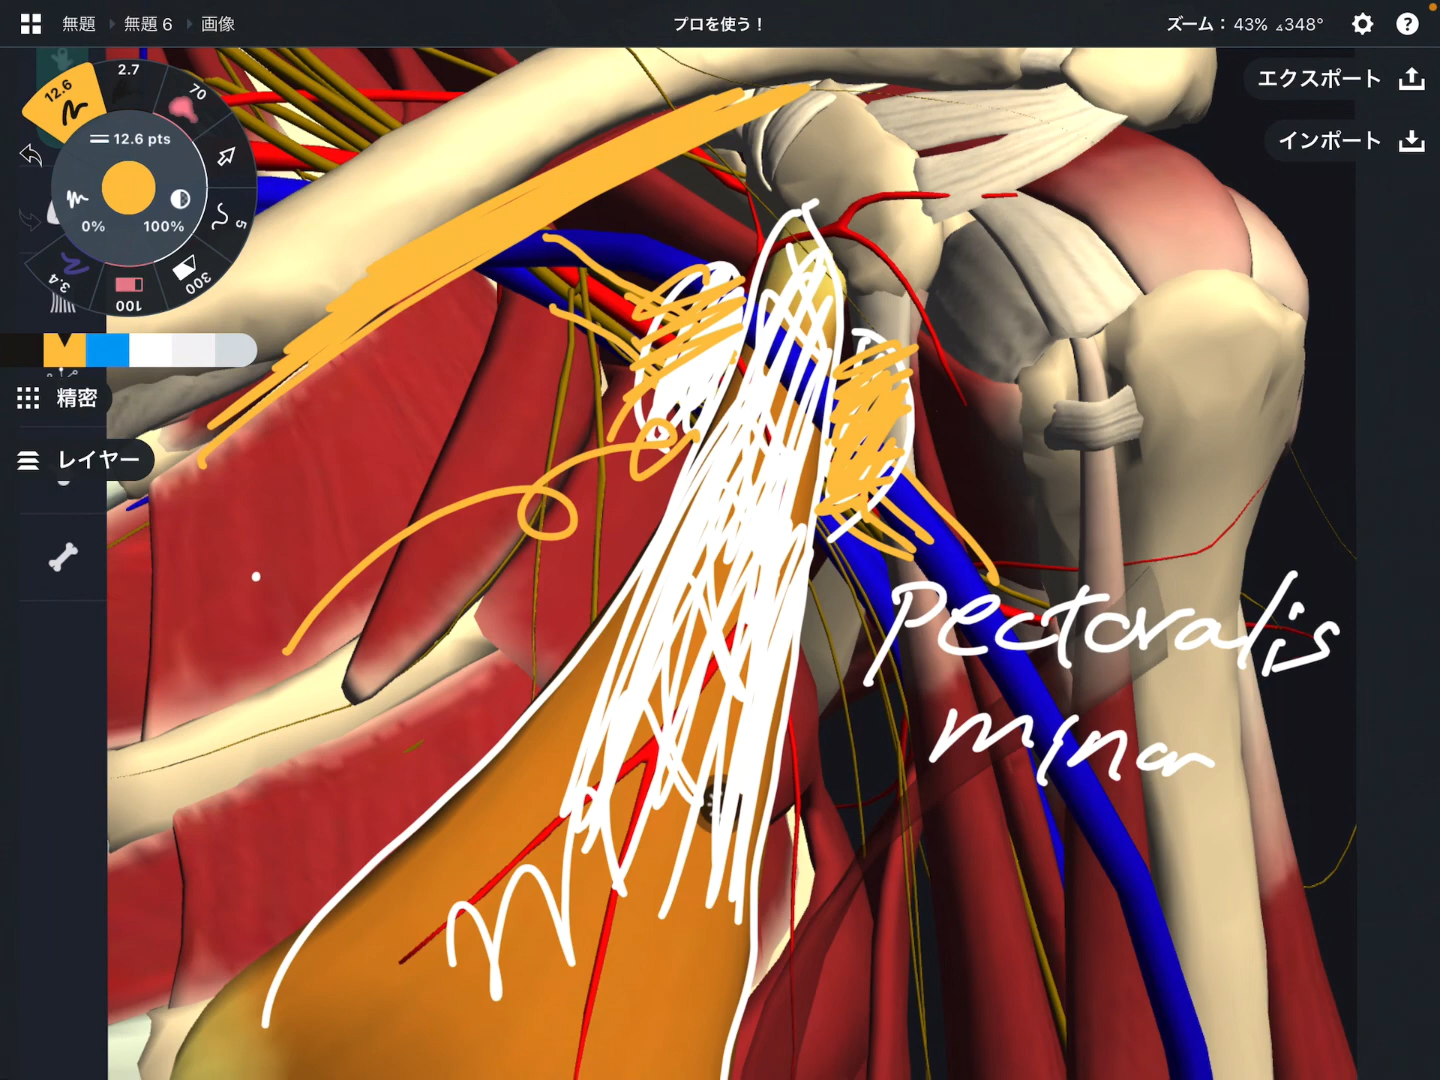 無題 無題 6 画像
プロを使う！
ズーム： 43% ⊿348°
エクスポート
インポート
2.7
12.6
70
12.6 pts
0% 100%
5
3.4
100
300
精密
レイヤー
Pectoralis
minor